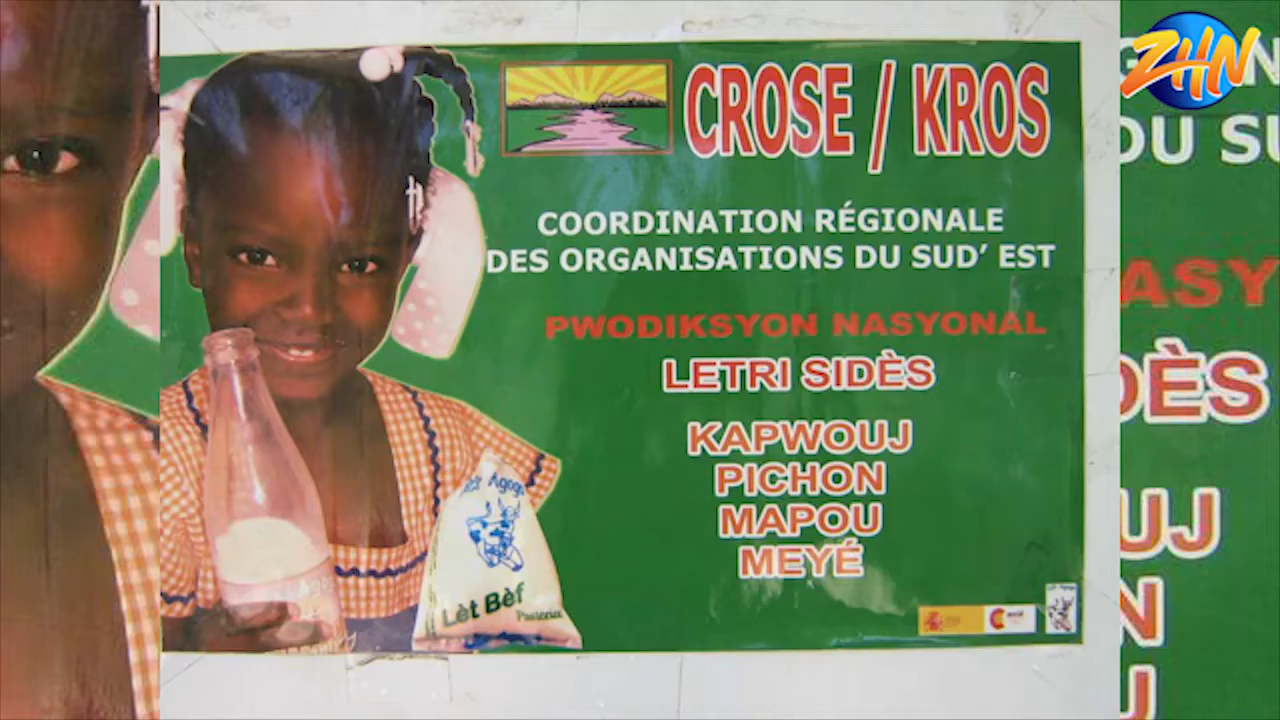 CROSE / KROS
COORDINATION RÉGIONALE
DES ORGANISATIONS DU SUD' EST
PWODIKSYON NASYONAL
LETRI SIDÈS
KAPWOUJ
PICHON
MAPOU
MEYÉ
Agogo
Lèt Bèf
ZHN
DU SU
ASY
DÈS
UJ
N
U